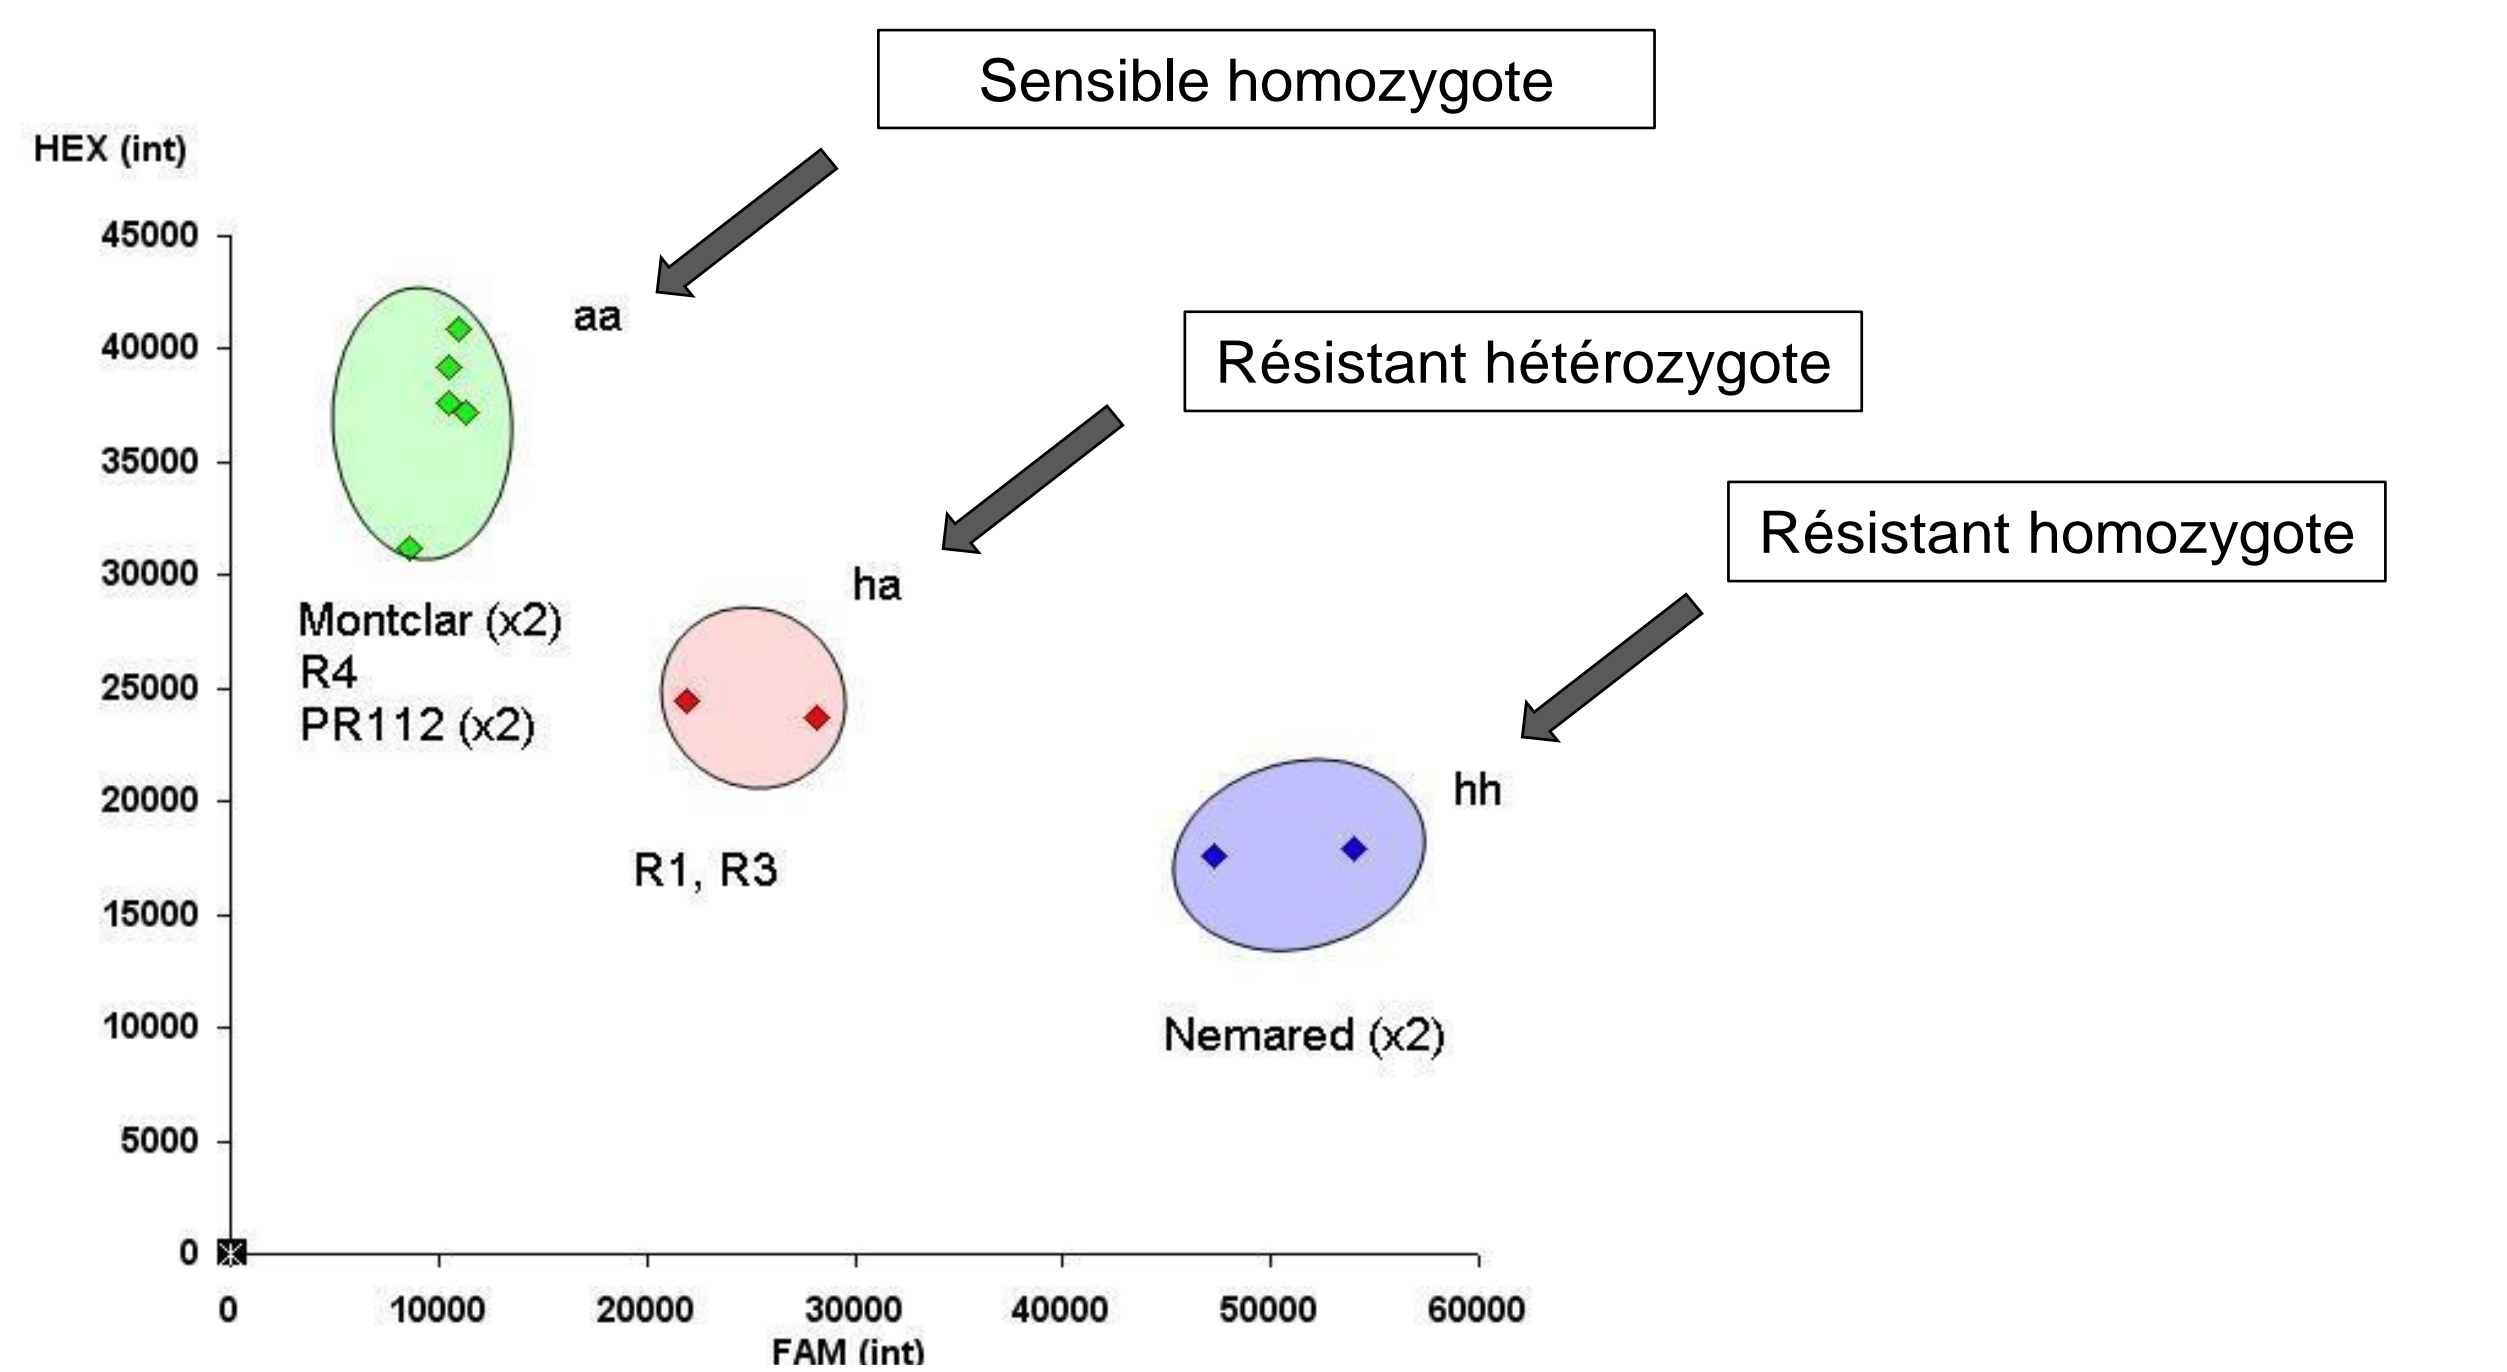 Sensible homozygote
HEX (int)
45000
aa
40000
Résistant hétérozygote
35000
Résistant homozygote
30000
ha
Montclar (x2)
R4
PR112 (x2)
25000
20000
hh
R1, R3
15000
10000
Nemared (x2)
5000
0
0 10000 20000 30000 40000 50000 60000
FAM (int)